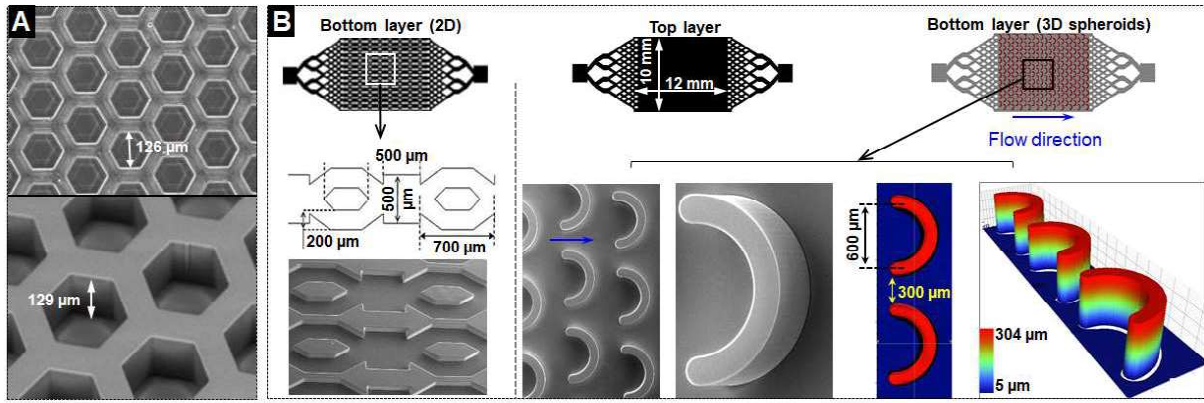 A
126 µm
129 µm
B
Bottom layer (2D)
500 µm
500 µm
200 µm
700 µm
Top layer
10 mm
12 mm
Bottom layer (3D spheroids)
Flow direction
600 µm
300 µm
304 µm
5 µm